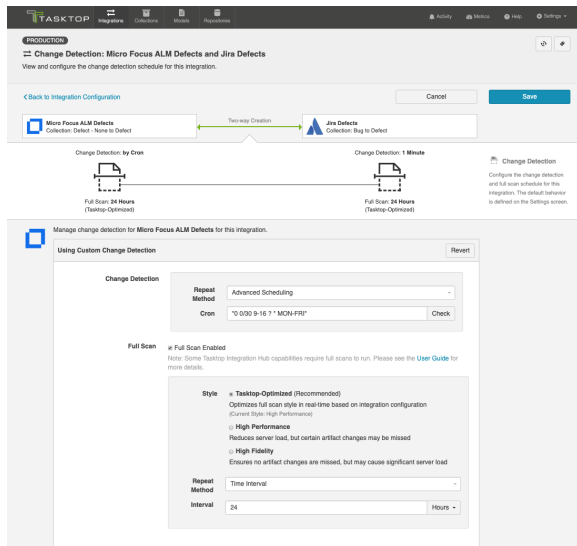 TASKTOP
Integrations
Collections
Models
Repositories
Activity
Metrics
Help
Settings
PRODUCTION
Change Detection: Micro Focus ALM Defects and Jira Defects
View and configure the change detection schedule for this integration.
Back to Integration Configuration
Cancel
Save
Micro Focus ALM Defects
Collection: Defect - None to Defect
Two-way Creation
Jira Defects
Collection: Bug to Defect
Change Detection: by Cron
Change Detection: 1 Minute
Full Scan: 24 Hours
(Tasktop-Optimized)
Full Scan: 24 Hours
(Tasktop-Optimized)
Change Detection
Configure the change detection
and full scan schedule for this
integration. The default behavior
is defined on the Settings screen.
Manage change detection for Micro Focus ALM Defects for this integration.
Using Custom Change Detection
Revert
Change Detection
Repeat
Method
Advanced Scheduling
Cron
"0 0/30 9-16 ? * MON-FRI"
Check
Full Scan
Full Scan Enabled
Note: Some Tasktop Integration Hub capabilities require full scans to run. Please see the User Guide for
more details.
Style
Tasktop-Optimized (Recommended)
Optimizes full scan style in real-time based on integration configuration
(Current Style: High Performance)
High Performance
Reduces server load, but certain artifact changes may be missed
High Fidelity
Ensures no artifact changes are missed, but may cause significant server load
Repeat
Method
Time Interval
Interval
24
Hours